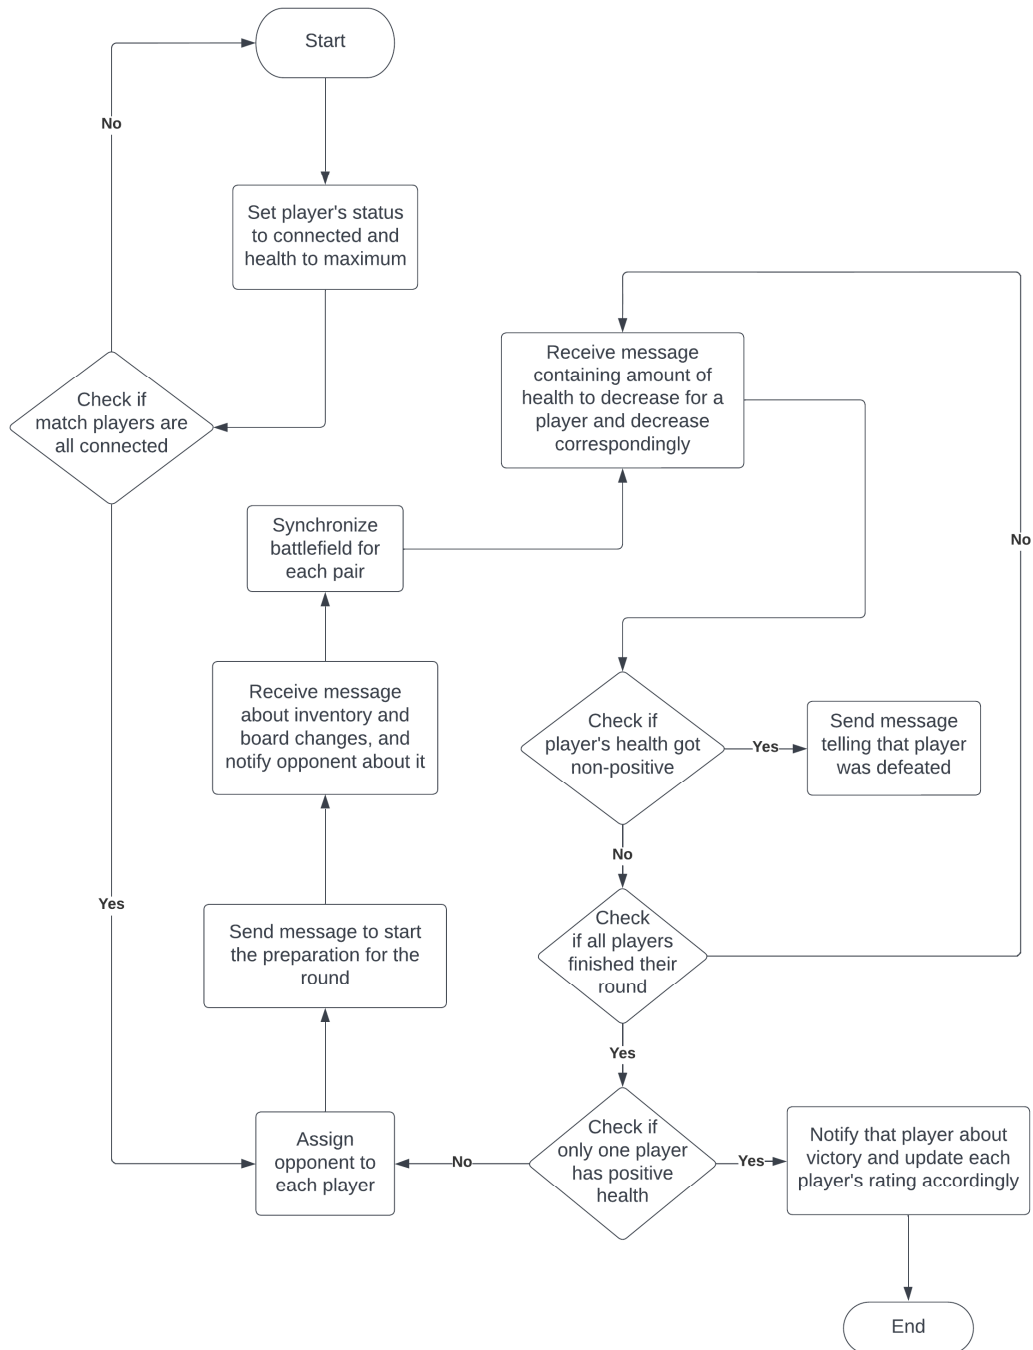 Start
No
Set player's status
to connected and
health to maximum
Check if
match players are
all connected
Receive message
containing amount of
health to decrease for a
player and decrease
correspondingly
Synchronize
battlefield for
each pair
No
Receive message
about inventory and
board changes, and
notify opponent about it
Check if
player's health got
non-positive
Yes
Send message
telling that player
was defeated
No
Yes
Send message to start
the preparation for the
round
Check
if all players
finished their
round
Yes
Assign
opponent to
each player
No
Check if
only one player
has positive
health
Yes
Notify that player about
victory and update each
player's rating accordingly
End